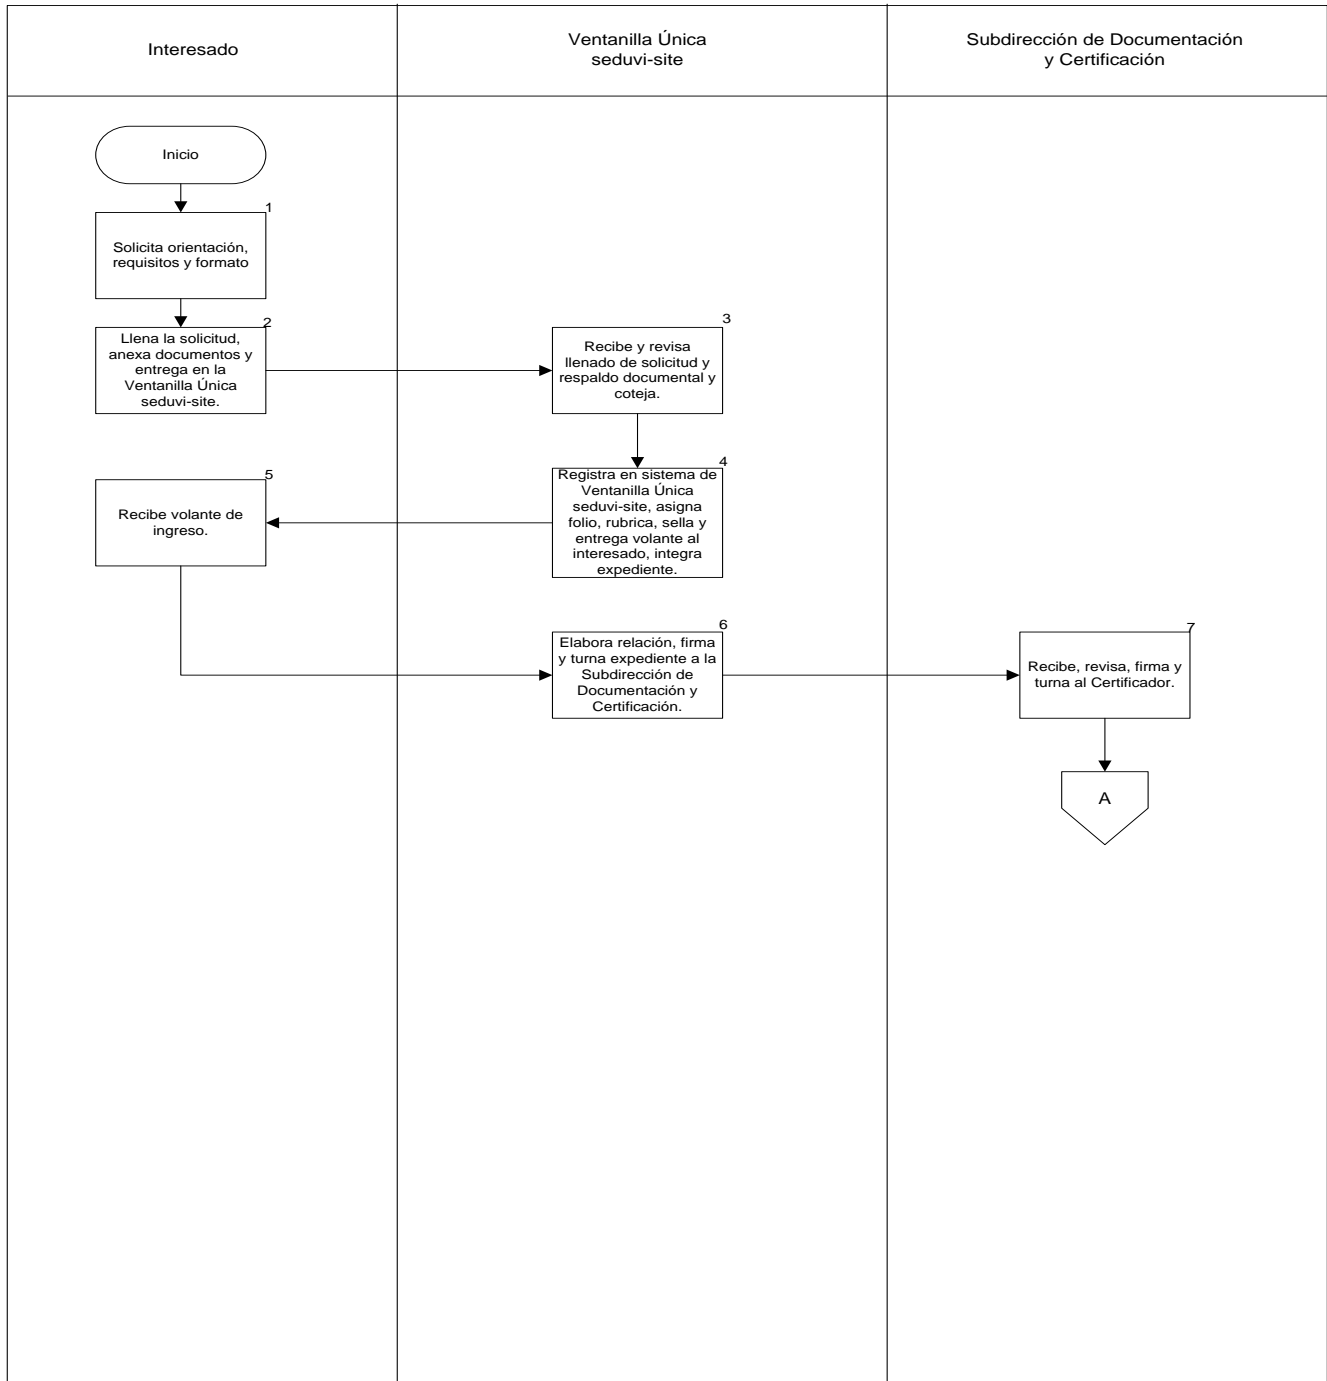 Interesado
Ventanilla Única
seduvi-site
Subdirección de Documentación
y Certificación
Inicio
1
Solicita orientación,
requisitos y formato
2
Llena la solicitud,
anexa documentos y
entrega en la
Ventanilla Única
seduvi-site.
3
Recibe y revisa
llenado de solicitud y
respaldo documental y
coteja.
4
Registra en sistema de
Ventanilla Única
seduvi-site, asigna
folio, rubrica, sella y
entrega volante al
interesado, integra
expediente.
5
Recibe volante de
ingreso.
6
Elabora relación, firma
y turna expediente a la
Subdirección de
Documentación y
Certificación.
7
Recibe, revisa, firma y
turna al Certificador.
A